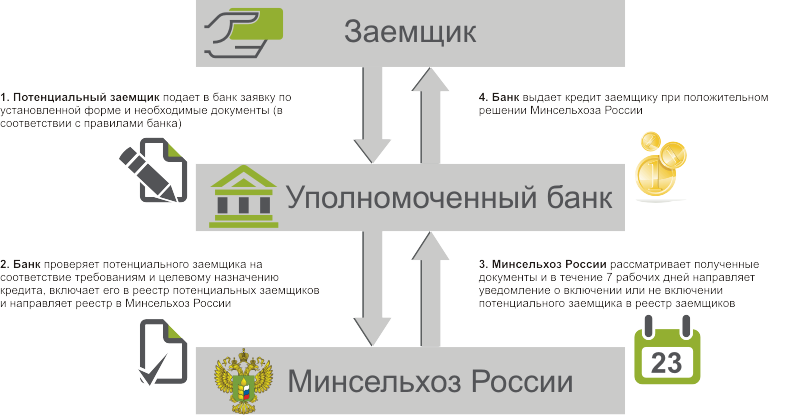 Заемщик
1. Потенциальный заемщик подает в банк заявку по
установленной форме и необходимые документы (в
соответствии с правилами банка)
4. Банк выдает кредит заемщику при положительном
решении Минсельхоза России
1
Уполномоченный банк
2. Банк проверяет потенциального заемщика на
соответствие требованиям и целевому назначению
кредита, включает его в реестр потенциальных заемщиков
и направляет реестр в Минсельхоз России
3. Минсельхоз России рассматривает полученные
документы и в течение 7 рабочих дней направляет
уведомление о включении или не включении
потенциального заемщика в реестр заемщиков
23
Минсельхоз России